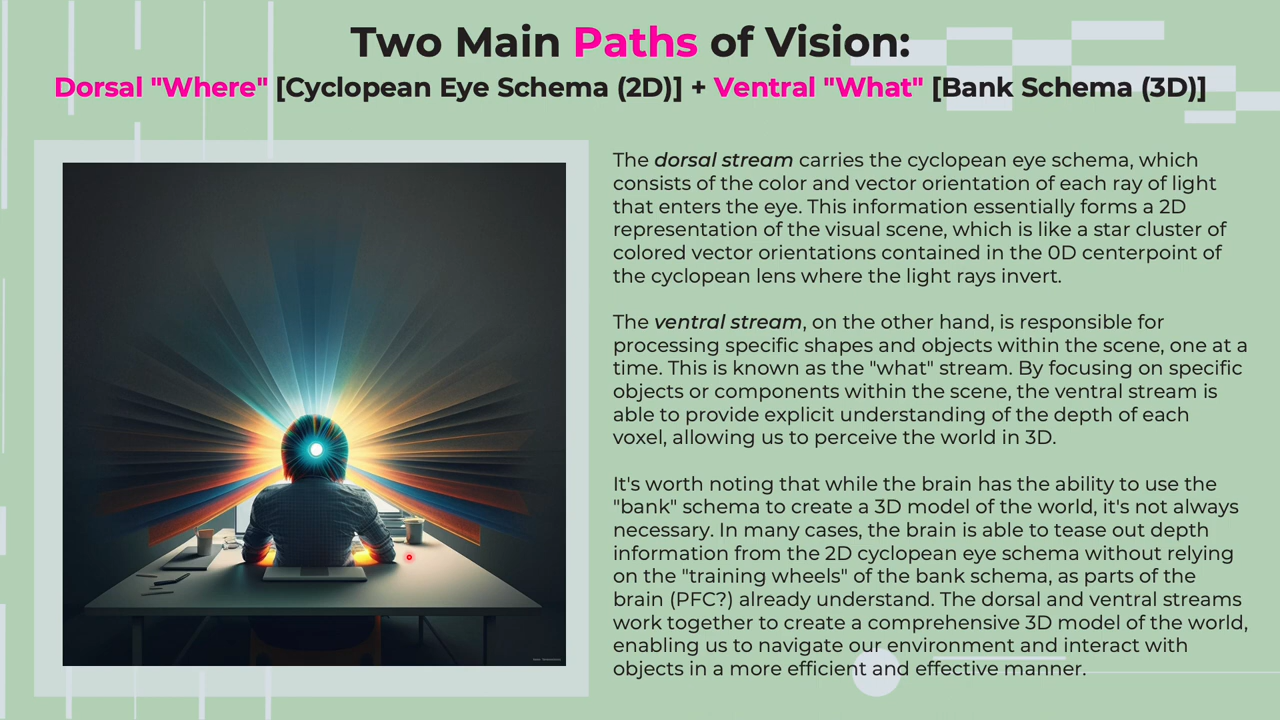 Two Main Paths of Vision:
Dorsal "Where" [Cyclopean Eye Schema (2D)] + Ventral "What" [Bank Schema (3D)]
The dorsal stream carries the cyclopean eye schema, which
consists of the color and vector orientation of each ray of light
that enters the eye. This information essentially forms a 2D
representation of the visual scene, which is like a star cluster of
colored vector orientations contained in the 0D centerpoint of
the cyclopean lens where the light rays invert.
The ventral stream, on the other hand, is responsible for
processing specific shapes and objects within the scene, one at a
time. This is known as the "what" stream. By focusing on specific
objects or components within the scene, the ventral stream is
able to provide explicit understanding of the depth of each
voxel, allowing us to perceive the world in 3D.
It's worth noting that while the brain has the ability to use the
"bank" schema to create a 3D model of the world, it's not always
necessary. In many cases, the brain is able to tease out depth
information from the 2D cyclopean eye schema without relying
on the "training wheels" of the bank schema, as parts of the
brain (PFC?) already understand. The dorsal and ventral streams
work together to create a comprehensive 3D model of the world,
enabling us to navigate our environment and interact with
objects in a more efficient and effective manner.